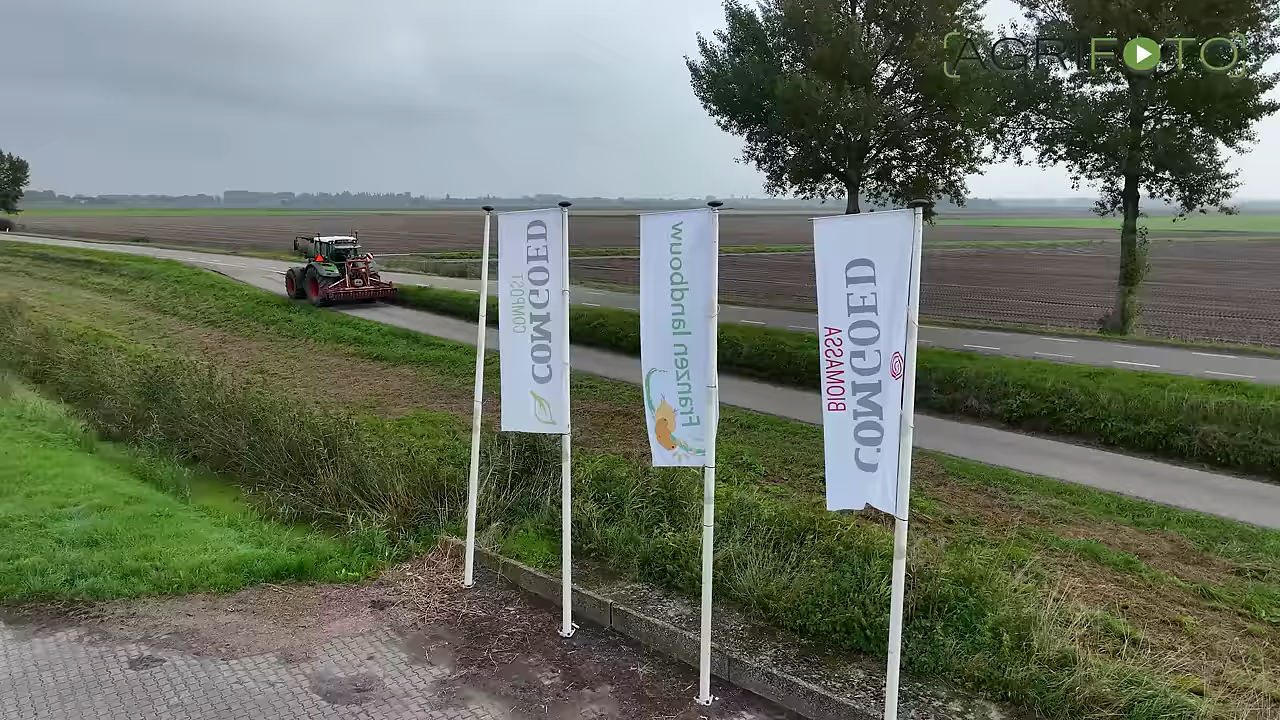 AGRIFOTO
COMGOED
COMPOST
Franzen landbouw
COMGOED
BIOMASSA